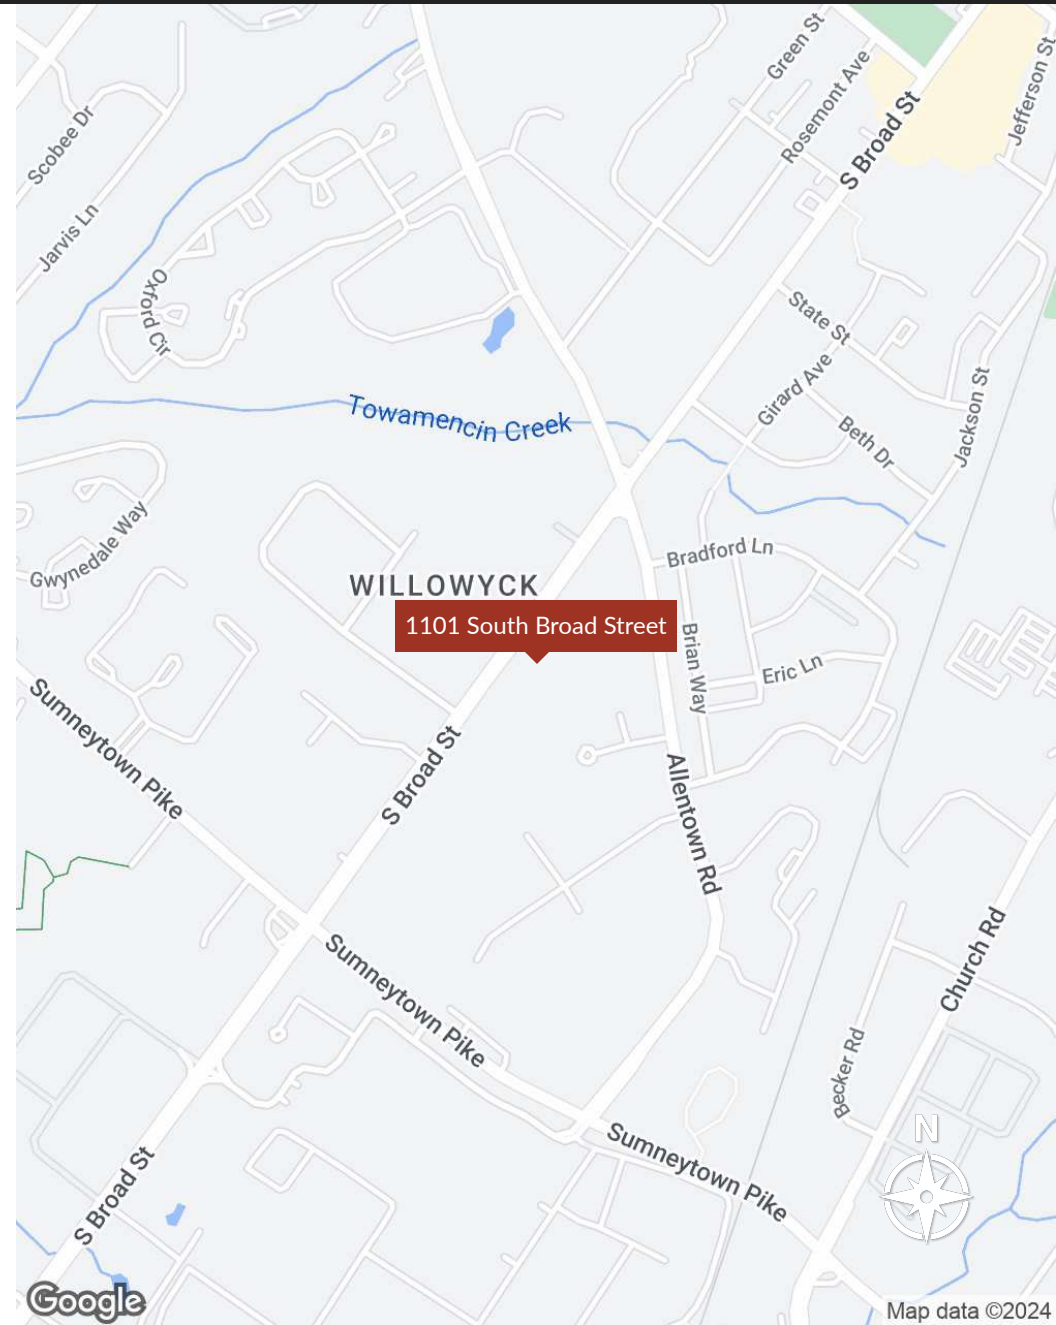 Green St
Jefferson St
Rosemont Ave
S Broad St
Scobee Dr
Jarvis Ln
Oxford Cir
State St
Girard Ave
Jackson St
Towamencin Creek
Beth Dr
Gwynedale Way
Bradford Ln
WILLOWYCK
1101 South Broad Street
Brian Way
Eric Ln
Sumneytown Pike
S Broad St
Allentown Rd
Church Rd
Sumneytown Pike
Becker Rd
N
Sumneytown Pike
S Broad St
Google
Map data ©2024